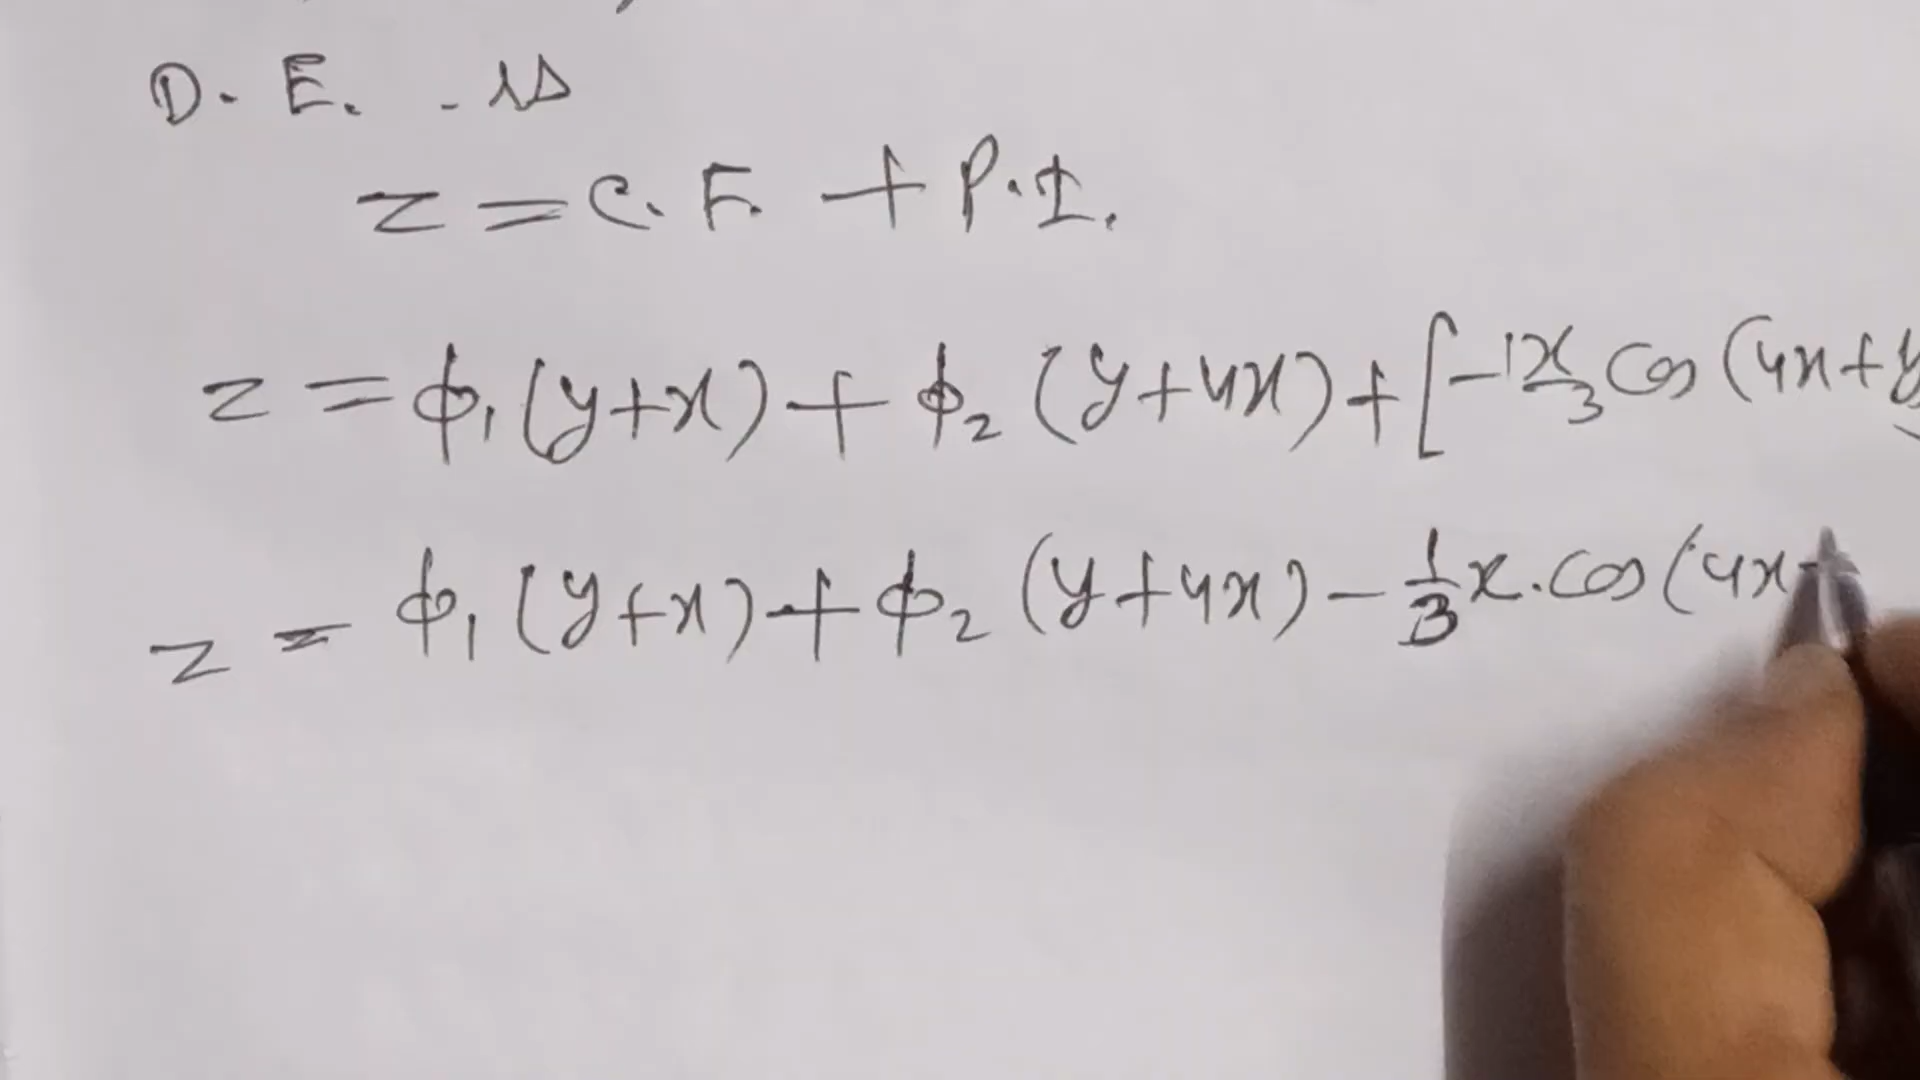 D. E. is
z = C. F. + P. I.
z = ϕ₁ (y+x) + ϕ₂ (y+4x) + [-1x/3 cos (4x+y
z = ϕ₁ (y+x) + ϕ₂ (y+4x) - 1/3 x . cos (4x+